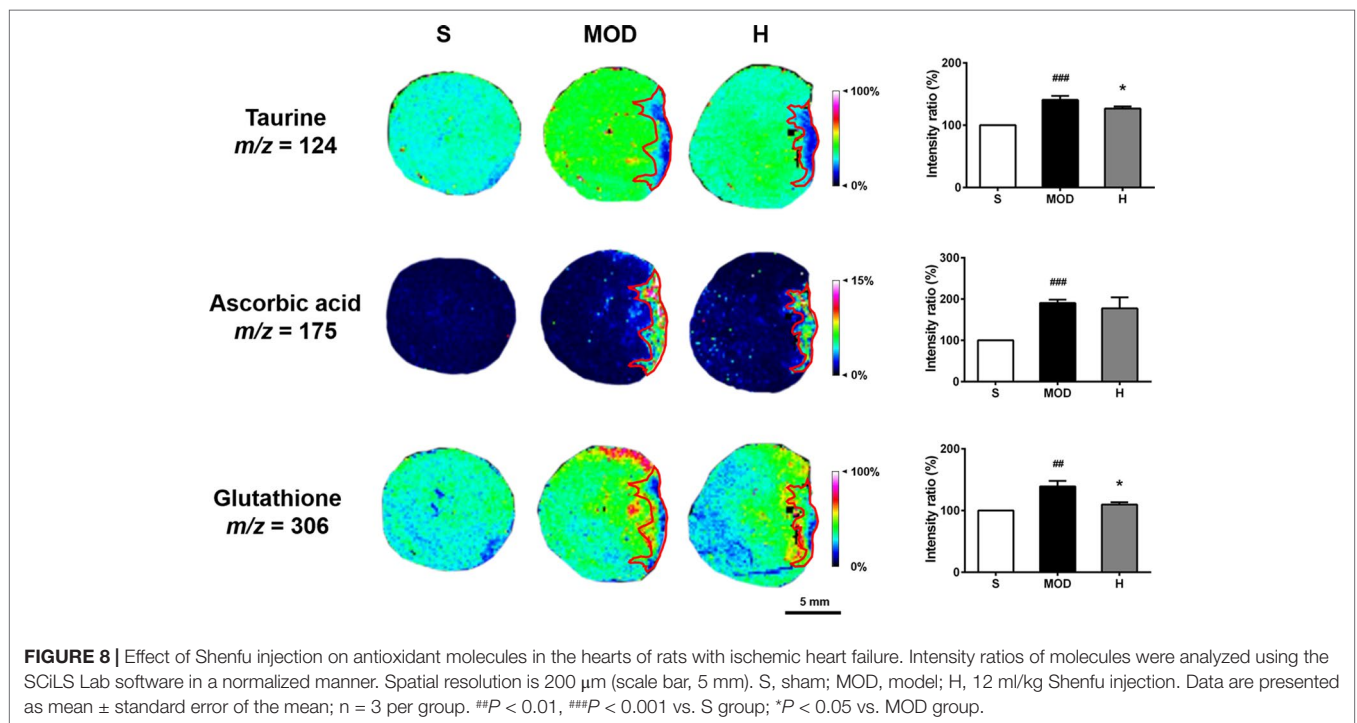 S MOD H
Taurine
m/z = 124
100%
0%
Intensity ratio (%)
200
100
0
###
*
S MOD H
Ascorbic acid
m/z = 175
15%
0%
Intensity ratio (%)
300
200
100
0
###
S MOD H
Glutathione
m/z = 306
100%
0%
5 mm
Intensity ratio (%)
200
100
0
##
*
S MOD H
FIGURE 8 | Effect of Shenfu injection on antioxidant molecules in the hearts of rats with ischemic heart failure. Intensity ratios of molecules were analyzed using the
SCiLS Lab software in a normalized manner. Spatial resolution is 200 μm (scale bar, 5 mm). S, sham; MOD, model; H, 12 ml/kg Shenfu injection. Data are presented
as mean ± standard error of the mean; n = 3 per group. ##P < 0.01, ###P < 0.001 vs. S group; *P < 0.05 vs. MOD group.